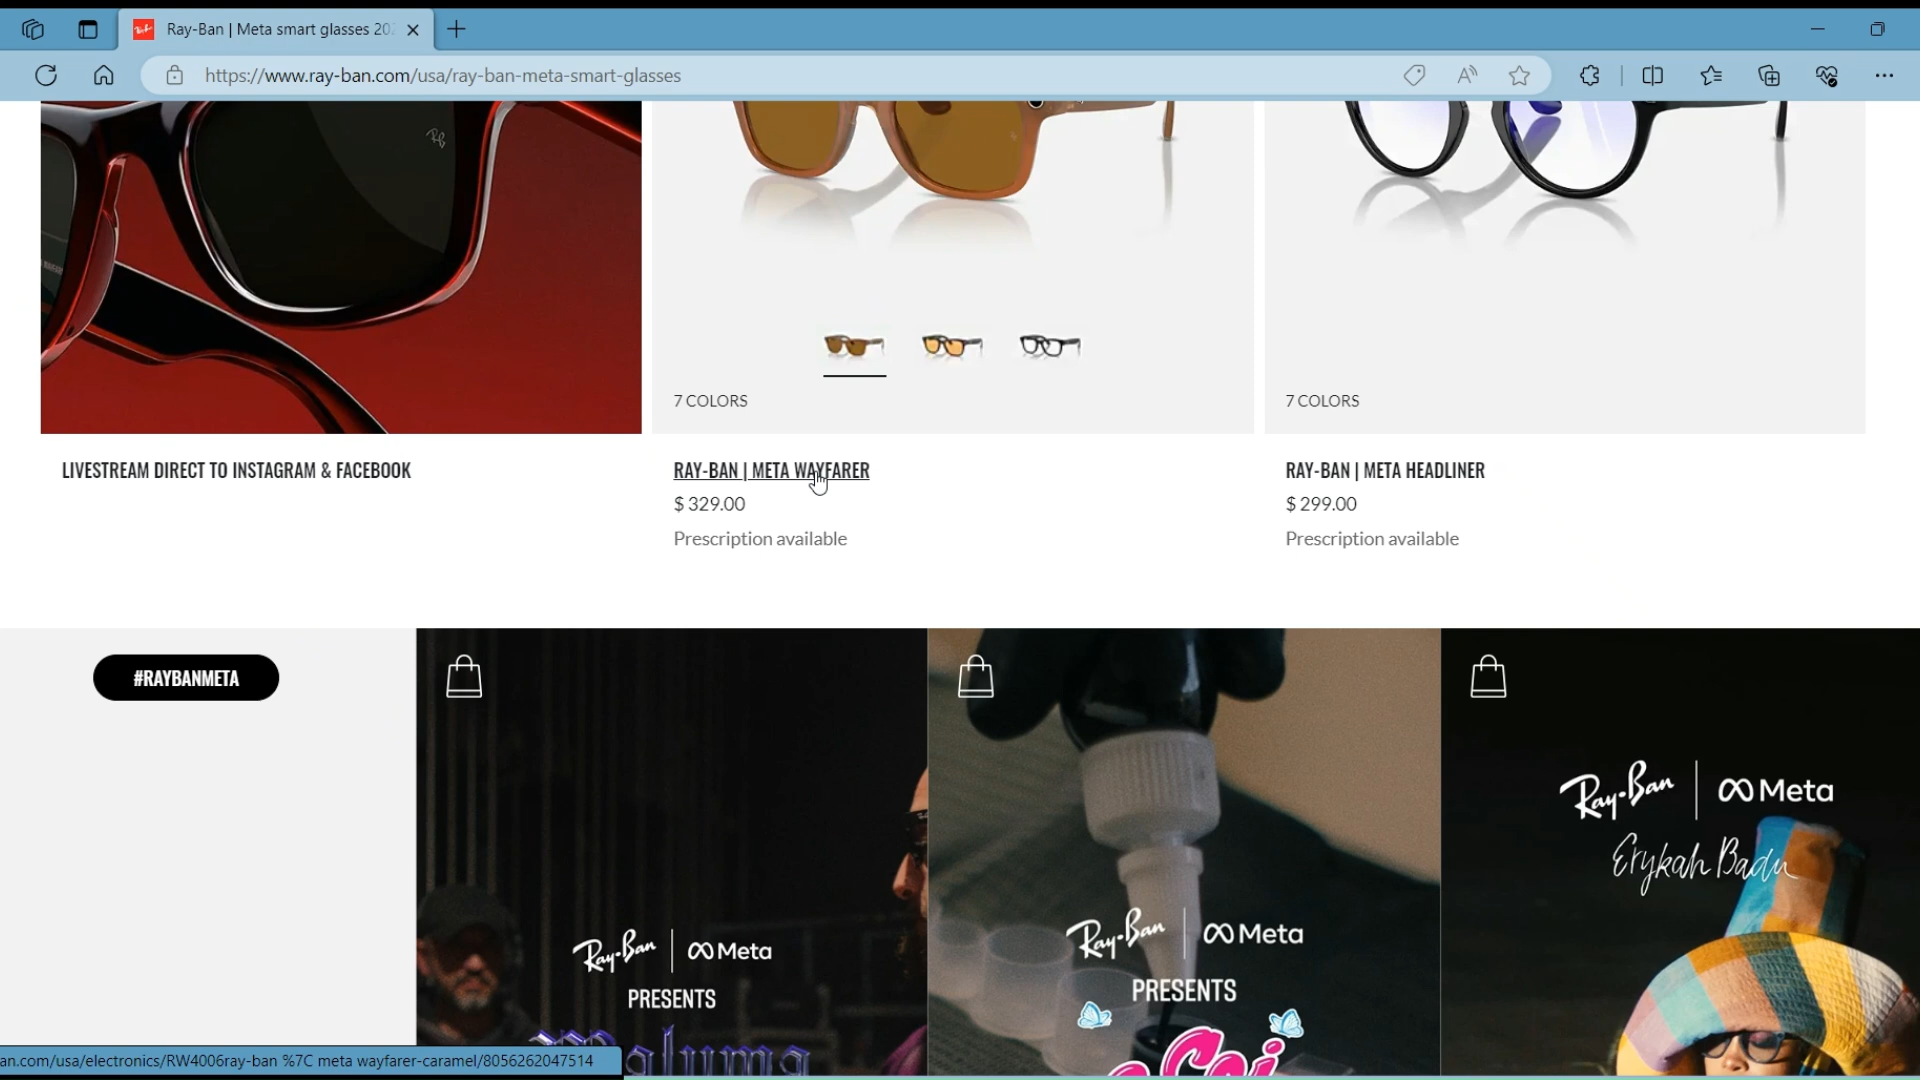 Ray-Ban | Meta smart glasses 202
https://www.ray-ban.com/usa/ray-ban-meta-smart-glasses
7 COLORS
7 COLORS
LIVESTREAM DIRECT TO INSTAGRAM & FACEBOOK
RAY-BAN | META WAYFARER
RAY-BAN | META HEADLINER
$ 329.00
$ 299.00
Prescription available
Prescription available
#RAYBANMETA
Ray-Ban | Meta
Erykah Badu
Ray-Ban | Meta
PRESENTS
Ray-Ban | Meta
PRESENTS
an.com/usa/electronics/RW4006ray-ban %7C meta wayfarer-caramel/8056262047514